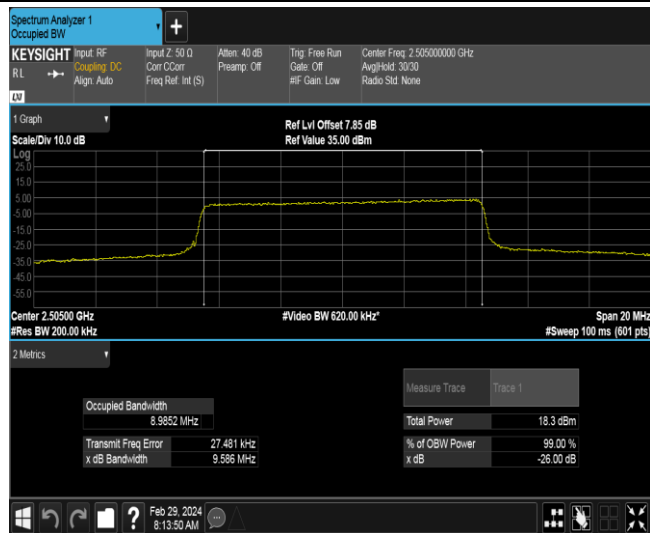 Spectrum Analyzer 1
Occupied BW
+
KEYSIGHT
RL
LXI
Input: RF
Coupling: DC
Align: Auto
Input Z: 50 Ω
Corr CCorr
Freq Ref: Int (S)
Atten: 40 dB
Preamp: Off
Trig: Free Run
Gate: Off
#IF Gain: Low
Center Freq: 2.505000000 GHz
Avg|Hold: 30/30
Radio Std: None
1 Graph
Scale/Div 10.0 dB
Ref Lvl Offset 7.85 dB
Ref Value 35.00 dBm
Log
25.0
15.0
5.00
-5.00
-15.0
-25.0
-35.0
-45.0
-55.0
Center 2.50500 GHz
#Res BW 200.00 kHz
#Video BW 620.00 kHz*
Span 20 MHz
#Sweep 100 ms (601 pts)
2 Metrics
Measure Trace Trace 1
Occupied Bandwidth
8.9852 MHz
Total Power 18.3 dBm
Transmit Freq Error 27.481 kHz
% of OBW Power 99.00 %
x dB Bandwidth 9.586 MHz
x dB -26.00 dB
?
Feb 29, 2024
8:13:50 AM